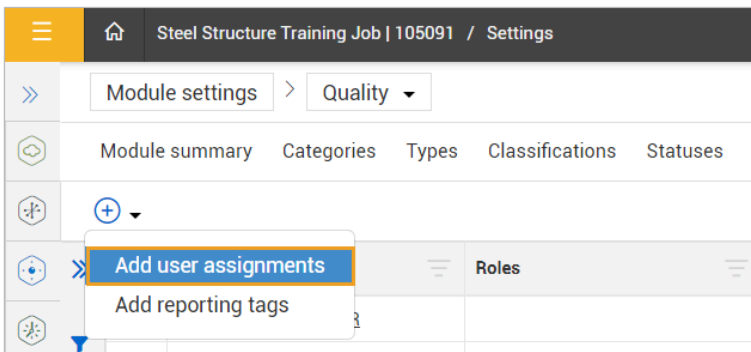 Steel Structure Training Job | 105091 / Settings
Module settings > Quality
Module summary Categories Types Classifications Statuses
Add user assignments
Roles
Add reporting tags
R